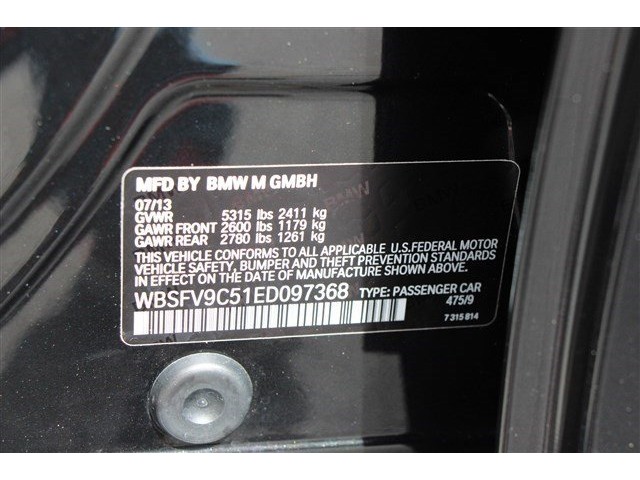 MFD BY BMW M GMBH
07/13
GVWR 5315 lbs 2411 kg
GAWR FRONT 2600 lbs 1179 kg
GAWR REAR 2780 lbs 1261 kg
THIS VEHICLE CONFORMS TO ALL APPLICABLE U.S.FEDERAL MOTOR
VEHICLE SAFETY, BUMPER AND THEFT PREVENTION STANDARDS
IN EFFECT ON THE DATE OF MANUFACTURE SHOWN ABOVE.
WBSFV9C51ED097368 TYPE: PASSENGER CAR
475/9
7 315 814